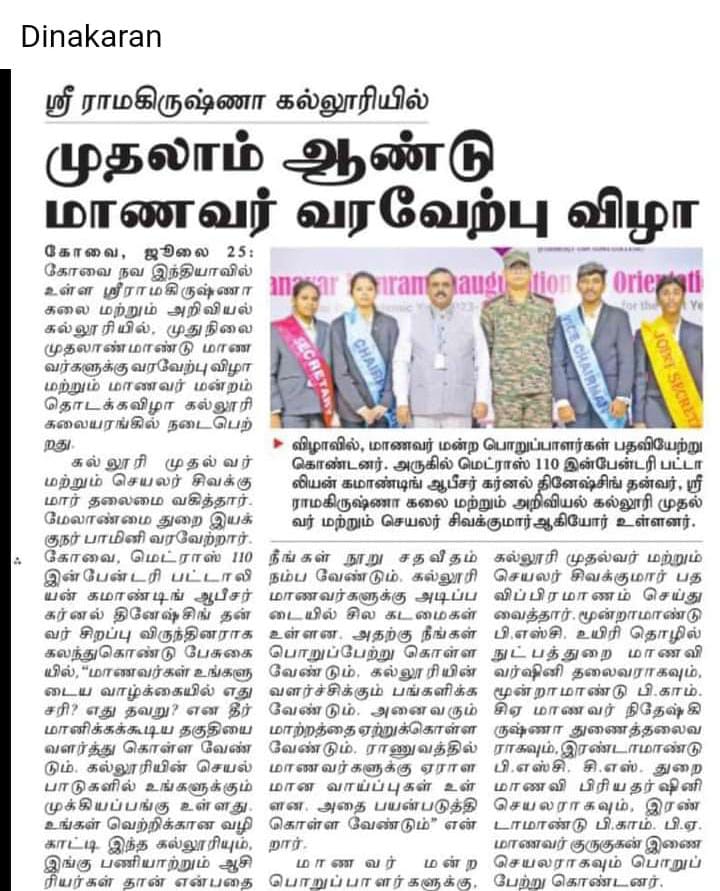 Dinakaran
ஸ்ரீ ராமகிருஷ்ணா கல்லூரியில்
முதலாம் ஆண்டு
மாணவர் வரவேற்பு விழா
கோவை, ஜூலை 25:
கோவை நவ இந்தியாவில்
உள்ள ஸ்ரீராமகிருஷ்ணா
கலை மற்றும் அறிவியல்
கல்லூரியில், முதுநிலை
முதலாண்மாண்டு மாண
வர்களுக்கு வரவேற்பு விழா
மற்றும் மாணவர் மன்றம்
தொடக்கவிழா கல்லூரி
கலையரங்கில் நடைபெற்
றது.
கல்லூரி முதல்வர்
மற்றும் செயலர் சிவக்கு
மார் தலைமை வகித்தார்.
மேலாண்மை துறை இயக்
குநர் பாமினி வரவேற்றார்.
கோவை, மெட்ராஸ் 110
இன்பேன்டரி பட்டாலி
யன் கமாண்டிங் ஆபீசர்
கர்னல் தினேஷ்சிங் தன்
வர் சிறப்பு விருந்தினராக
கலந்துகொண்டு பேசுகை
யில்,"மாணவர்கள் உங்களு
டைய வாழ்க்கையில் எது
சரி? எது தவறு? என தீர்
மானிக்கக்கூடிய தகுதியை
வளர்த்து கொள்ள வேண்
டும். கல்லூரியின் செயல்
பாடுகளில் உங்களுக்கும்
முக்கியப்பங்கு உள்ளது.
உங்கள் வெற்றிக்கான வழி
காட்டி இந்த கல்லூரியும்,
இங்கு பணியாற்றும் ஆசி
ரியர்கள் தான் என்பதை
anavar Manram Inauguration Orientati
for the Ye
SECRETARY
CHAIR
VICE CHAIRMAN
JOINT SECRET
விழாவில், மாணவர் மன்ற பொறுப்பாளர்கள் பதவியேற்று
கொண்டனர். அருகில் மெட்ராஸ் 110 இன்பேன்டரி பட்டா
லியன் கமாண்டிங் ஆபீசர் கர்னல் தினேஷ்சிங் தன்வர், ஸ்ரீ
ராமகிருஷ்ணா கலை மற்றும் அறிவியல் கல்லூரி முதல்
வர் மற்றும் செயலர் சிவக்குமார்ஆகியோர் உள்ளனர்.
நீங்கள் நூறு சதவீதம்
நம்ப வேண்டும். கல்லூரி
மாணவர்களுக்கு அடிப்ப
டையில் சில கடமைகள்
உள்ளன. அதற்கு நீங்கள்
பொறுப்பேற்று கொள்ள
வேண்டும். கல்லூரியின்
வளர்ச்சிக்கும் பங்களிக்க
வேண்டும். அனைவரும்
மாற்றத்தை ஏற்றுக்கொள்ள
வேண்டும். ராணுவத்தில்
மாணவர்களுக்கு ஏராள
மான வாய்ப்புகள் உள்
ளன. அதை பயன்படுத்தி
கொள்ள வேண்டும்" என்
றார்.
மாணவர் மன்ற
பொறுப்பாளர்களுக்கு,
கல்லூரி முதல்வர் மற்றும்
செயலர் சிவக்குமார் பத
விப்பிரமாணம் செய்து
வைத்தார். மூன்றாமாண்டு
பி.எஸ்சி. உயிரி தொழில்
நுட்பத்துறை மாணவி
வர்ஷினி தலைவராகவும்,
மூன்றாமாண்டு பி.காம்.
சிஏ மாணவர் நிதேஷ்கி
ருஷ்ணா துணைத்தலைவ
ராகவும்,இரண்டாமாண்டு
பி.எஸ்சி. சி.எஸ். துறை
மாணவி பிரியதர்ஷினி
செயலராகவும், இரண்
டாமாண்டு பி.காம். பி.ஏ.
மாணவர் குருகுகன் இணை
செயலராகவும் பொறுப்
பேற்று கொண்டனர்.